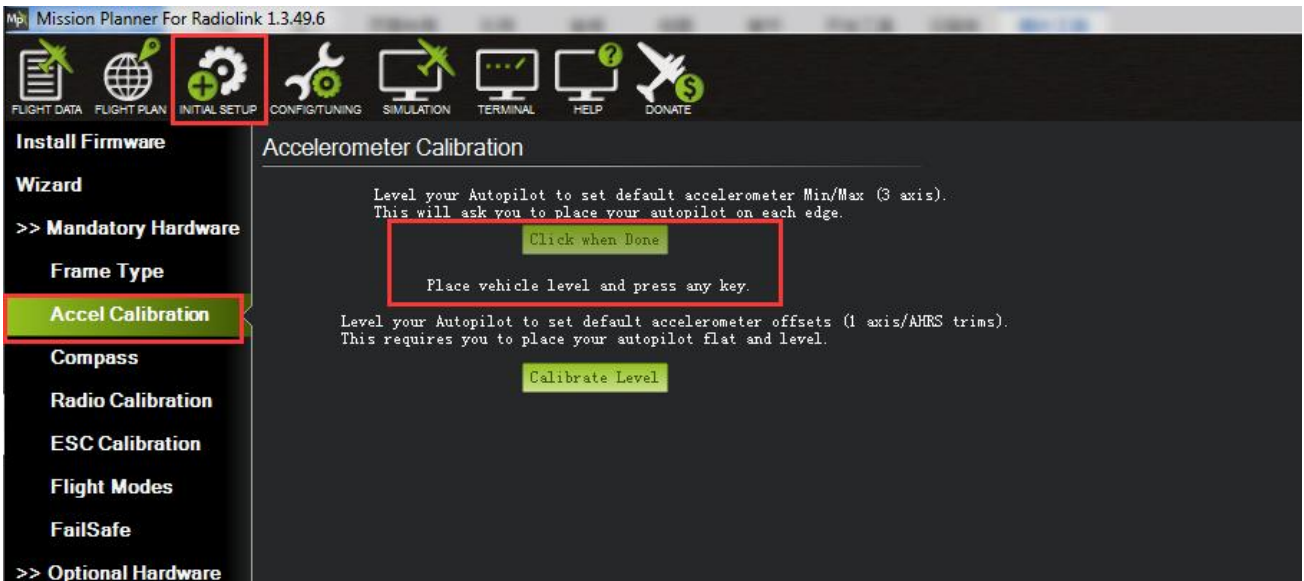 Mp Mission Planner For Radiolink 1.3.49.6
FLIGHT DATA FLIGHT PLAN INITIAL SETUP CONFIG/TUNING SIMULATION TERMINAL HELP DONATE
Install Firmware
Accelerometer Calibration
Wizard
Level your Autopilot to set default accelerometer Min/Max (3 axis).
This will ask you to place your autopilot on each edge.
>> Mandatory Hardware
Click when Done
Frame Type
Place vehicle level and press any key.
Accel Calibration
Level your Autopilot to set default accelerometer offsets (1 axis/AHRS trims).
This requires you to place your autopilot flat and level.
Compass
Calibrate Level
Radio Calibration
ESC Calibration
Flight Modes
FailSafe
>> Optional Hardware